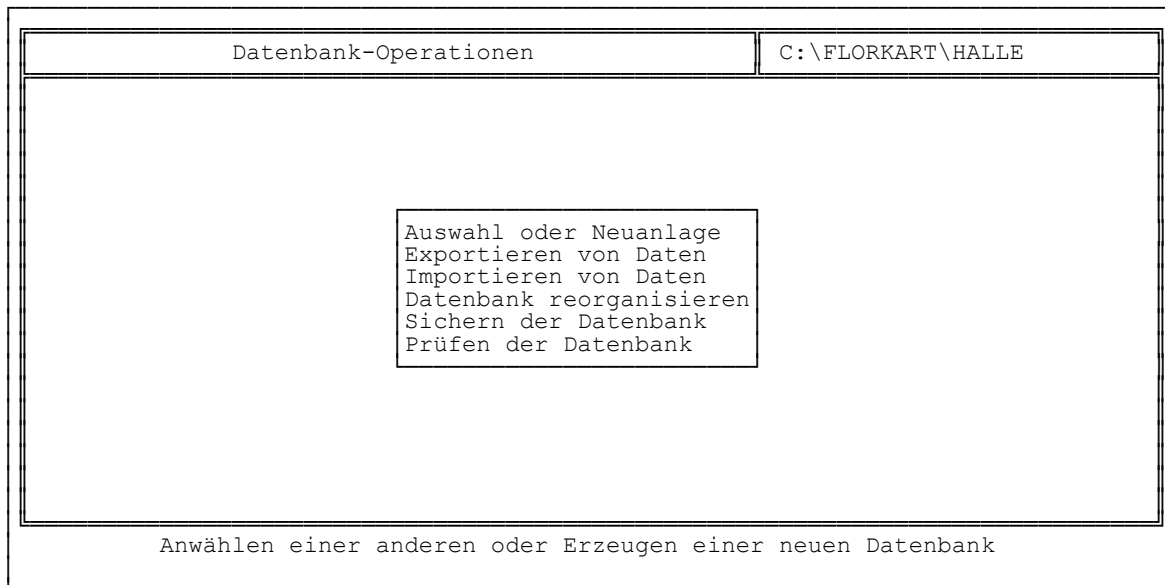 Datenbank-Operationen
C:\FLORKART\HALLE
Auswahl oder Neuanlage
Exportieren von Daten
Importieren von Daten
Datenbank reorganisieren
Sichern der Datenbank
Prüfen der Datenbank
Anwählen einer anderen oder Erzeugen einer neuen Datenbank